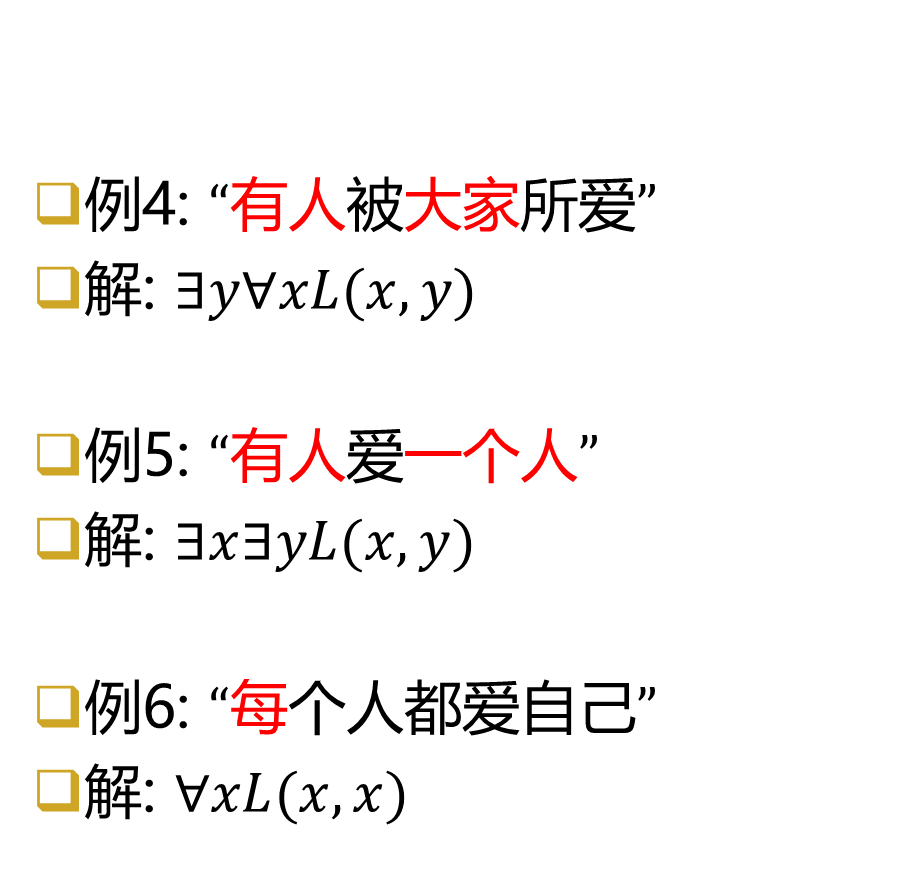 ❑例4: “有人被大家所爱”
❑解: ∃𝑦∀𝑥𝐿(𝑥, 𝑦)
❑例5: “有人爱一个人”
❑解: ∃𝑥∃𝑦𝐿(𝑥, 𝑦)
❑例6: “每个人都爱自己”
❑解: ∀𝑥𝐿(𝑥, 𝑥)